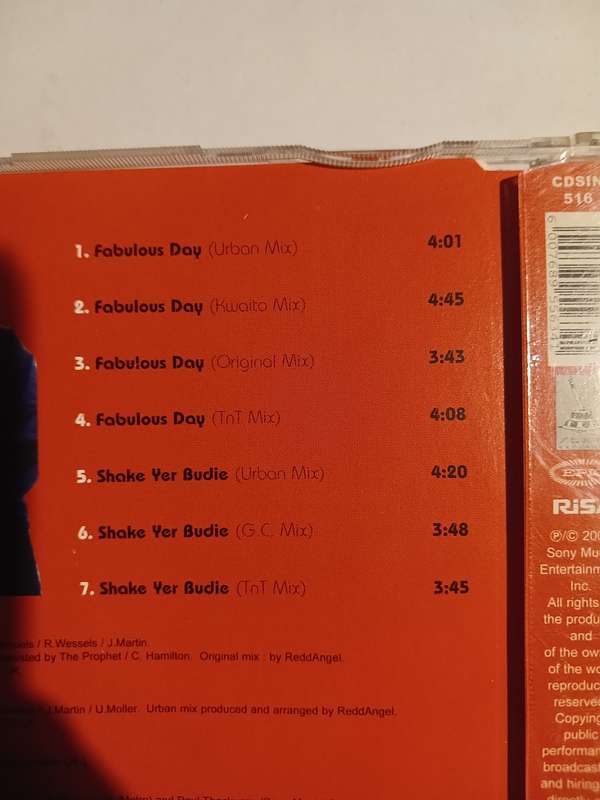 1. Fabulous Day (Urban Mix) 4:01
2. Fabulous Day (Kwaito Mix) 4:45
3. Fabulous Day (Original Mix) 3:43
4. Fabulous Day (TnT Mix) 4:08
5. Shake Yer Budie (Urban Mix) 4:20
6. Shake Yer Budie (G.C. Mix) 3:48
7. Shake Yer Budie (TnT Mix) 3:45
/ R.Wessels / J.Martin.
by The Prophet / C. Hamilton. Original mix : by ReddAngel.
J.Martin / U.Moller. Urban mix produced and arranged by ReddAngel.
CDSIN
516
EPIC
RiSA
℗/© 200
Sony Mu
Entertainm
Inc.
All rights
the produ
and
of the ow
of the wo
reproduc
reserved
Copying
public
performan
broadcast
and hiring